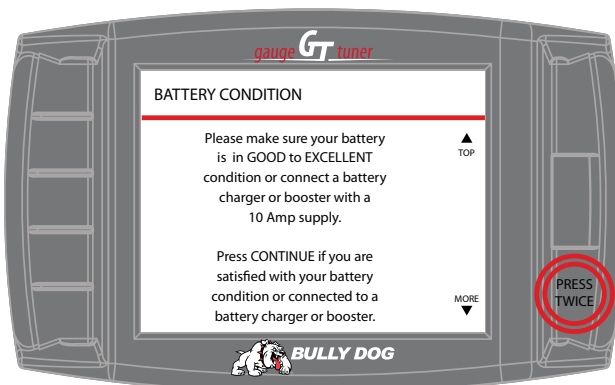 gauge GT tuner
BATTERY CONDITION
Please make sure your battery
is in GOOD to EXCELLENT
condition or connect a battery
charger or booster with a
10 Amp supply.
Press CONTINUE if you are
satisfied with your battery
condition or connected to a
battery charger or booster.
TOP
MORE
PRESS
TWICE
BULLY DOG